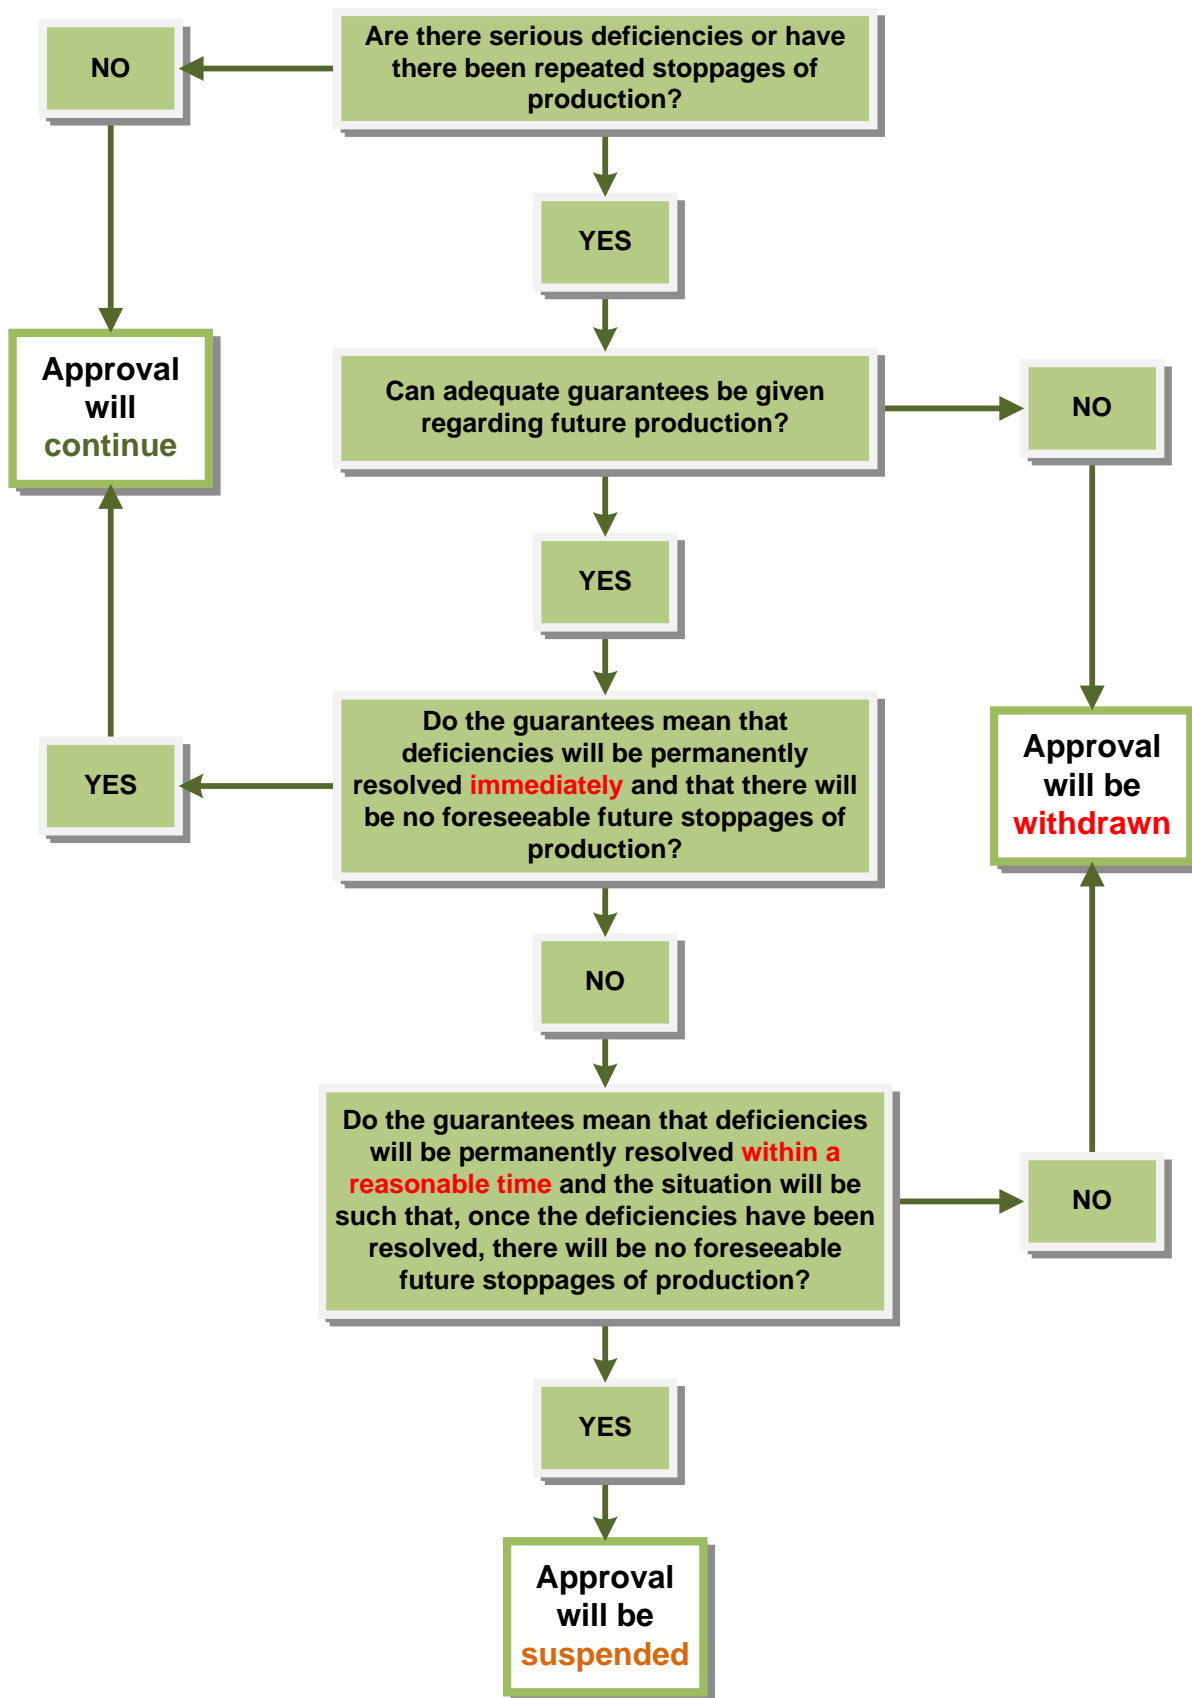 Are there serious deficiencies or have
there been repeated stoppages of
production?
NO
YES
Approval
will
continue
Can adequate guarantees be given
regarding future production?
NO
YES
Do the guarantees mean that
deficiencies will be permanently
resolved immediately and that there will
be no foreseeable future stoppages of
production?
YES
Approval
will be
withdrawn
NO
Do the guarantees mean that deficiencies
will be permanently resolved within a
reasonable time and the situation will be
such that, once the deficiencies have been
resolved, there will be no foreseeable
future stoppages of production?
NO
YES
Approval
will be
suspended